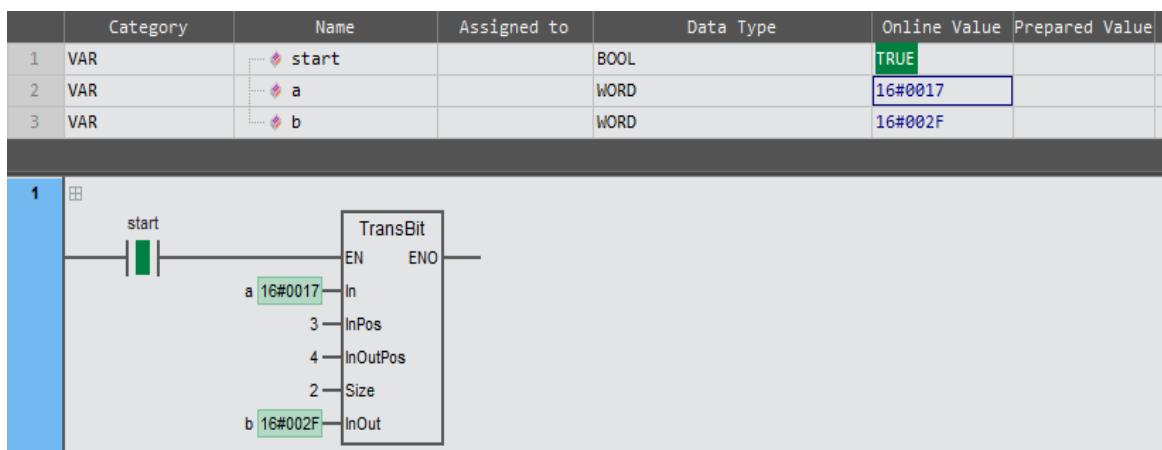 Category Name Assigned to Data Type Online Value Prepared Value
1 VAR start BOOL TRUE
2 VAR a WORD 16#0017
3 VAR b WORD 16#002F
1
start
TransBit
EN ENO
a 16#0017 In
3 InPos
4 InOutPos
2 Size
b 16#002F InOut